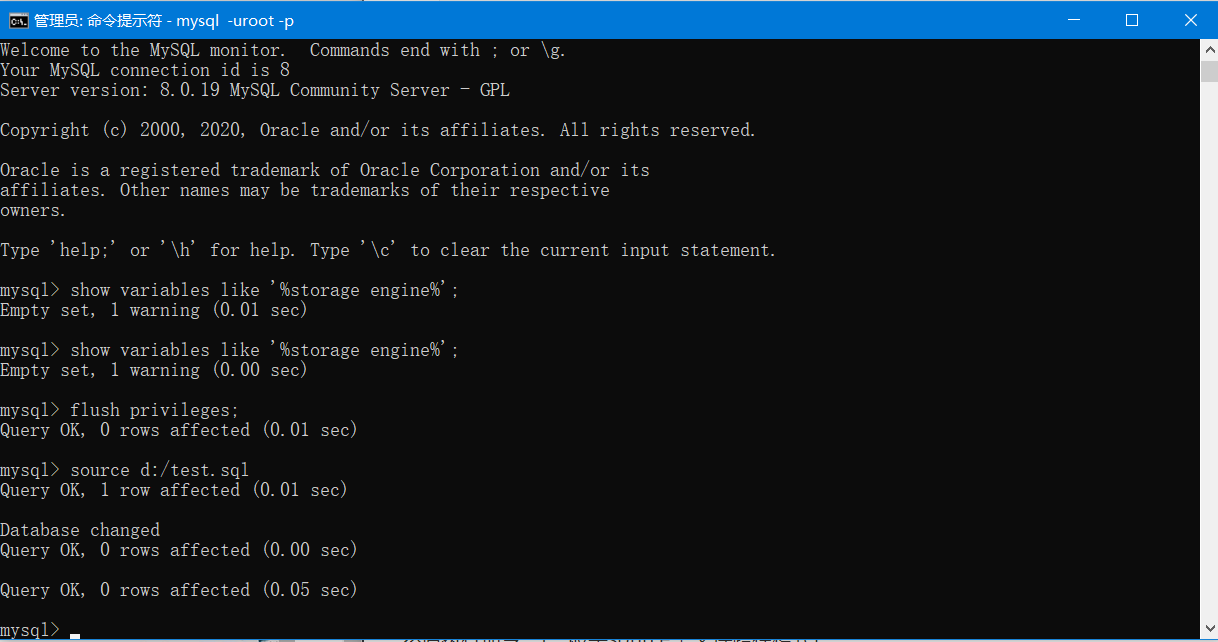 管理员: 命令提示符 - mysql  -uroot -p
Welcome to the MySQL monitor.  Commands end with ; or \g.
Your MySQL connection id is 8
Server version: 8.0.19 MySQL Community Server - GPL
Copyright (c) 2000, 2020, Oracle and/or its affiliates. All rights reserved.
Oracle is a registered trademark of Oracle Corporation and/or its
affiliates. Other names may be trademarks of their respective
owners.
Type 'help;' or '\h' for help. Type '\c' to clear the current input statement.
mysql> show variables like '%storage engine%';
Empty set, 1 warning (0.01 sec)
mysql> show variables like '%storage engine%';
Empty set, 1 warning (0.00 sec)
mysql> flush privileges;
Query OK, 0 rows affected (0.01 sec)
mysql> source d:/test.sql
Query OK, 1 row affected (0.01 sec)
Database changed
Query OK, 0 rows affected (0.00 sec)
Query OK, 0 rows affected (0.05 sec)
mysql>